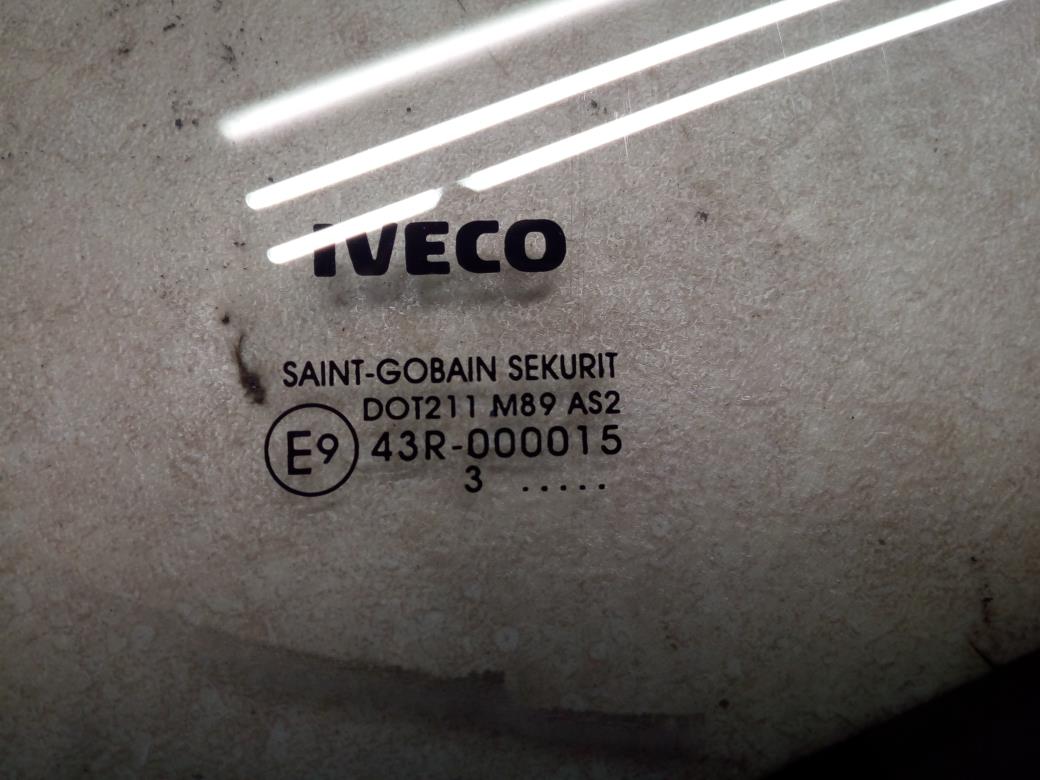 IVECO
SAINT-GOBAIN SEKURIT
DOT211 M89 AS2
E9 43R-000015
3 .....